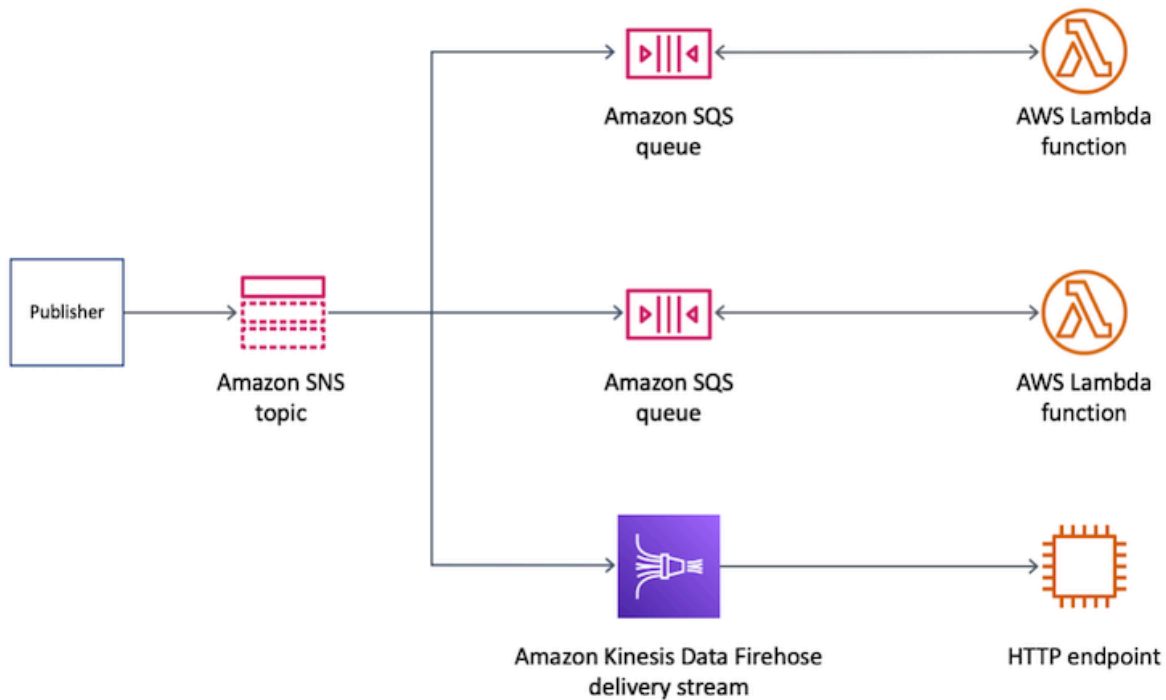 Amazon SQS
queue
AWS Lambda
function
Publisher
Amazon SNS
topic
Amazon SQS
queue
AWS Lambda
function
Amazon Kinesis Data Firehose
delivery stream
HTTP endpoint